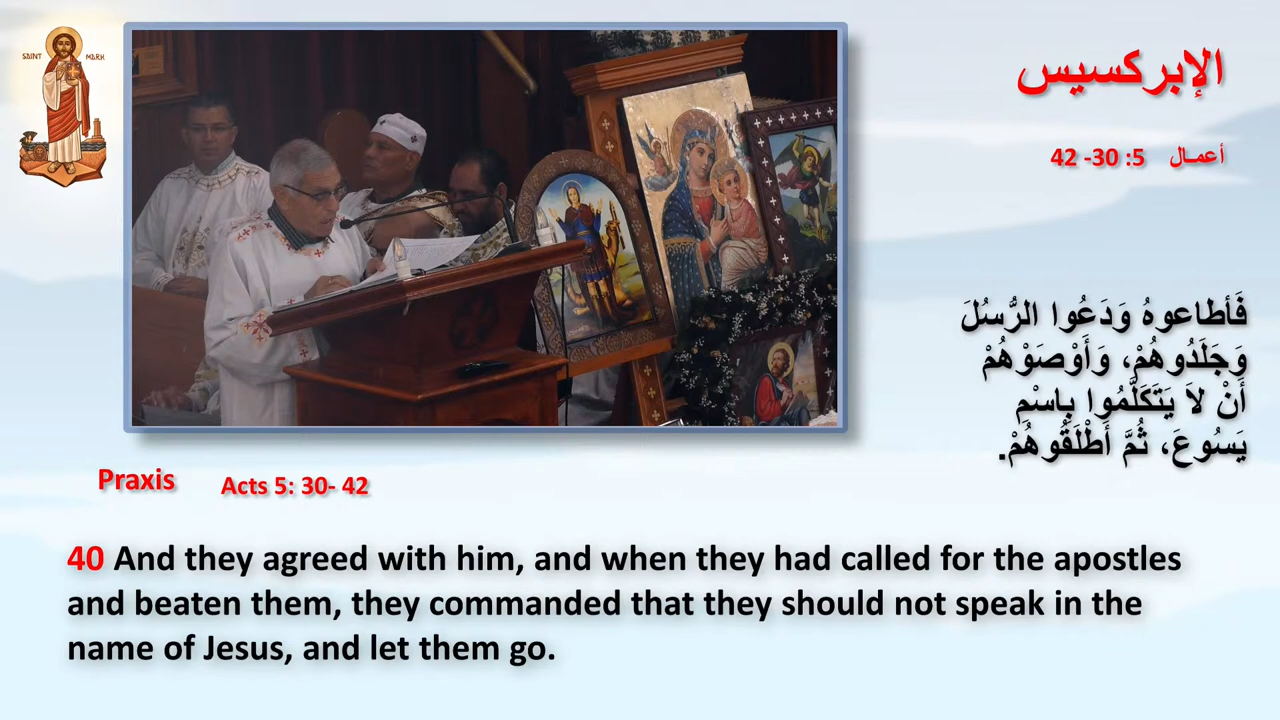 SAINT MARK
الإبركسيس
أعمـال 5: 30- 42
فَأطاعوهُ وَدَعُوا الرُّسُلَ
وَجَلَدُوهُمْ، وَأَوْصَوْهُمْ
أَنْ لاَ يَتَكَلَّمُوا بِاسْمِ
يَسُوعَ، ثُمَّ أَطْلَقُوهُمْ.
Praxis Acts 5: 30- 42
40 And they agreed with him, and when they had called for the apostles
and beaten them, they commanded that they should not speak in the
name of Jesus, and let them go.